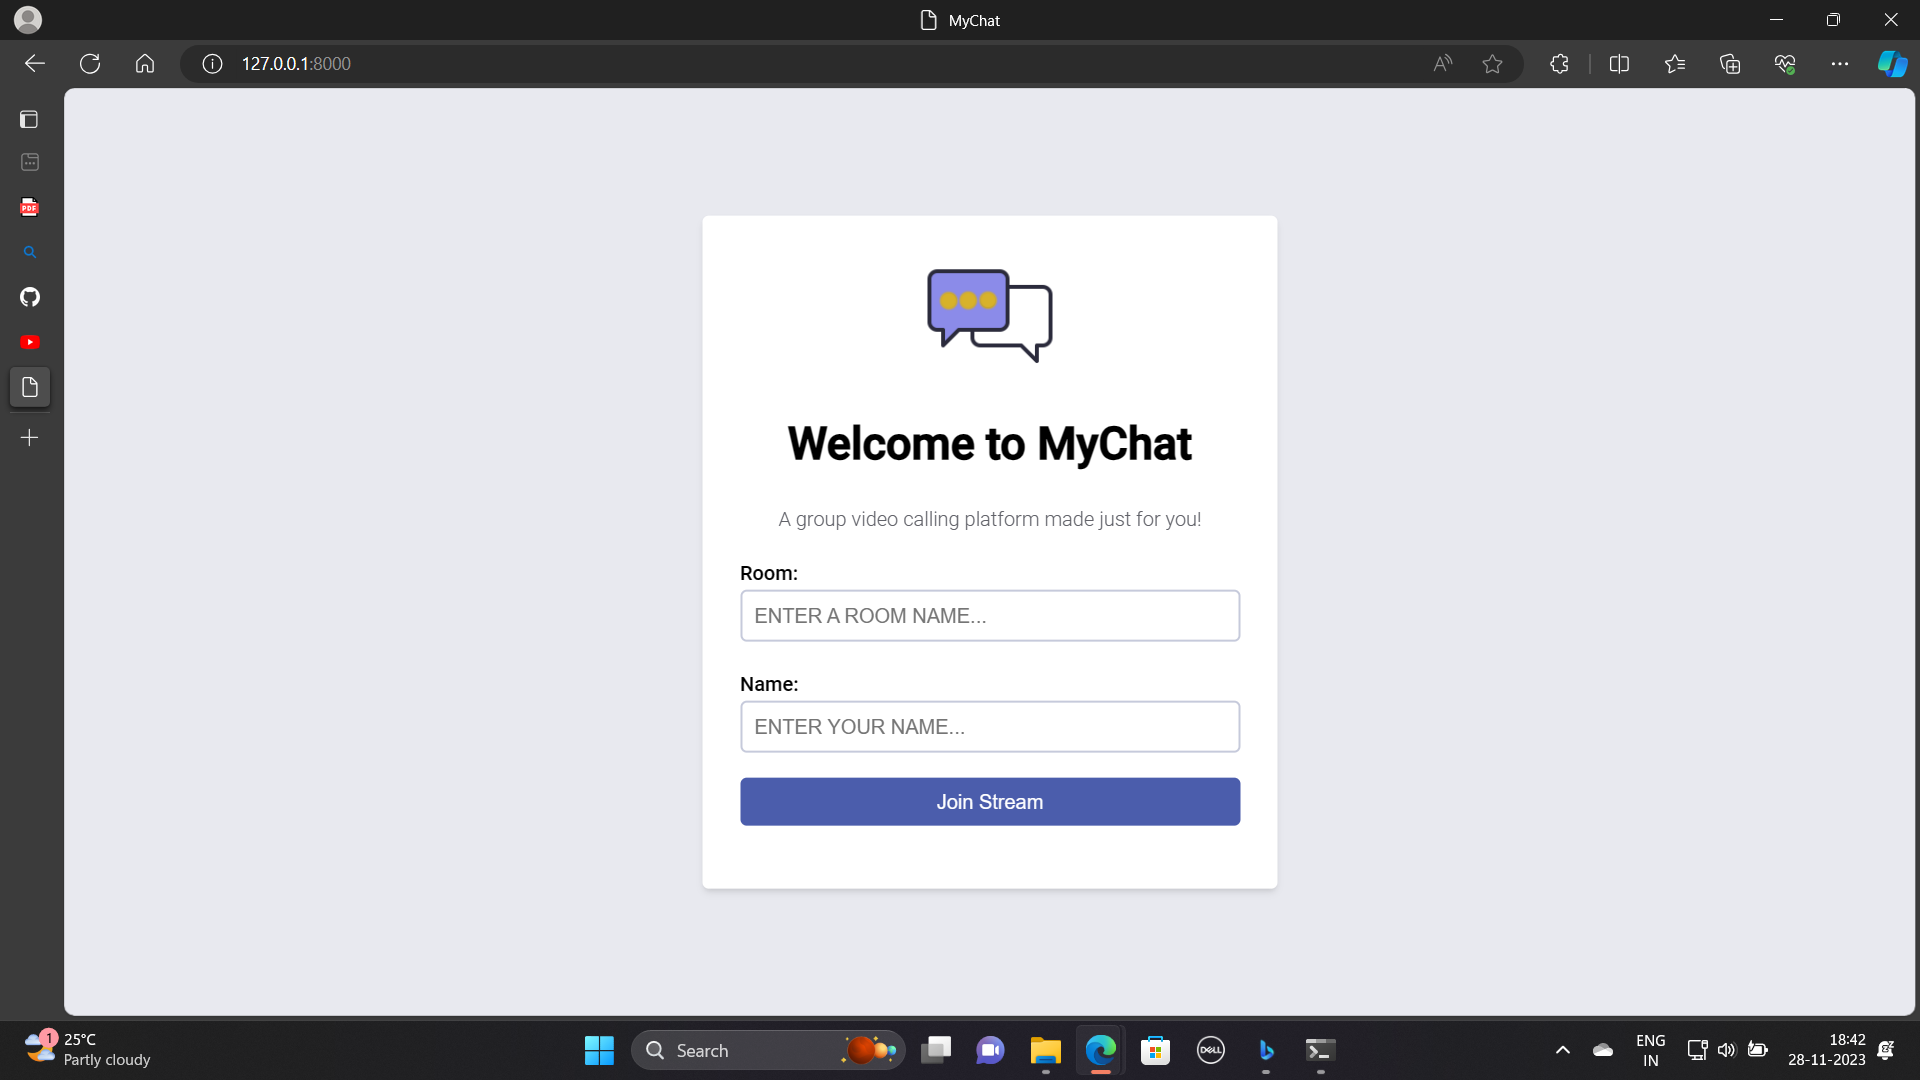 MyChat
127.0.0.1:8000
PDF
Welcome to MyChat
A group video calling platform made just for you!
Room:
ENTER A ROOM NAME...
Name:
ENTER YOUR NAME...
Join Stream
1
25°C
Partly cloudy
Search
DELL
ENG
IN
18:42
28-11-2023